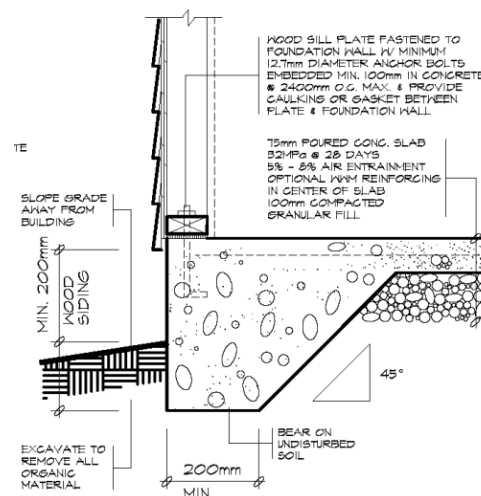 WOOD SILL PLATE FASTENED TO
FOUNDATION WALL W/ MINIMUM
12.7mm DIAMETER ANCHOR BOLTS
EMBEDDED MIN. 100mm IN CONCRETE
@ 2400mm O.C. MAX. & PROVIDE
CAULKING OR GASKET BETWEEN
PLATE & FOUNDATION WALL
TE
75mm POURED CONC. SLAB
32MPa @ 28 DAYS
5% - 8% AIR ENTRAINMENT
OPTIONAL WWM REINFORCING
IN CENTER OF SLAB
100mm COMPACTED
GRANULAR FILL
SLOPE GRADE
AWAY FROM
BUILDING
MIN. 200mm
WOOD
SIDING
45°
EXCAVATE TO
REMOVE ALL
ORGANIC
MATERIAL
BEAR ON
UNDISTURBED
SOIL
200mm
MIN.